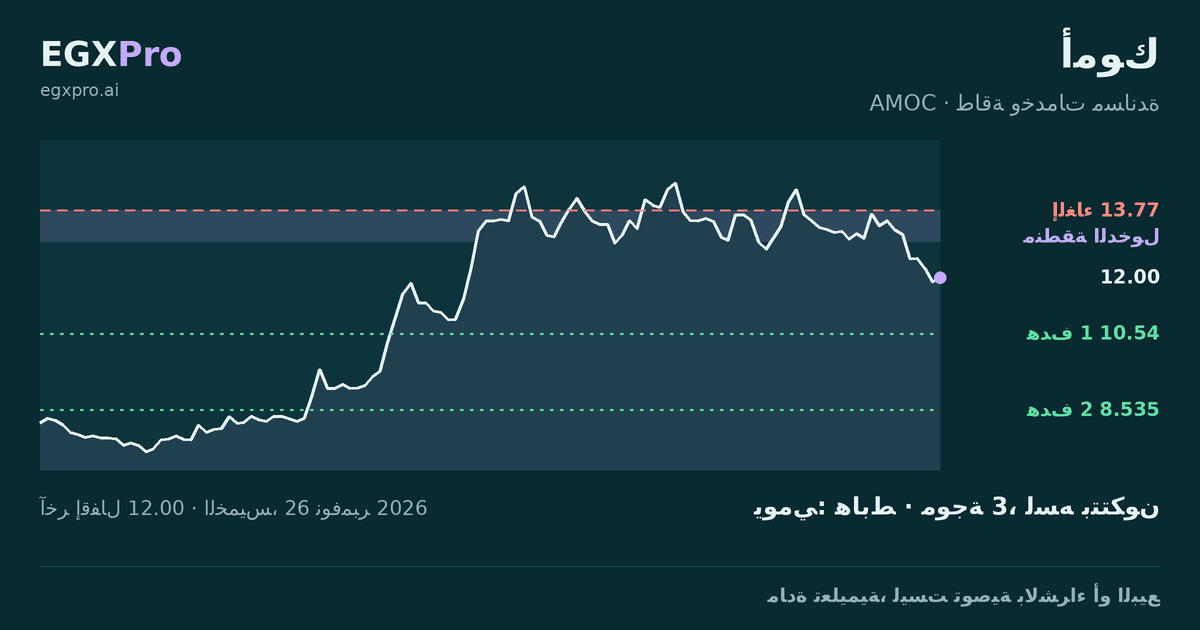 EGXPro
egxpro.ai
أموك
AMOC · طاقة وخدمات مساندة
إلغاء 13.77
منطقة الدخول
12.00
هدف 1 10.54
هدف 2 8.535
يومي: هابط · موجة 3، لسه بتتكون
آخر إقفال 12.00 · الخميس، 26 نوفمبر 2026
مادة تعليمية، ليست توصية بالشراء أو البيع